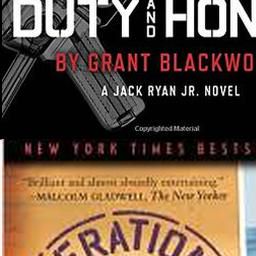 DUTY AND HON
BY GRANT BLACKWO
A JACK RYAN JR. NOVEL
Copyrighted Material
NEW YORK TIMES BESTS
"Brilliant and almost absurdly entertaining."
—MALCOLM GLADWELL, The New Yorker
ERATION